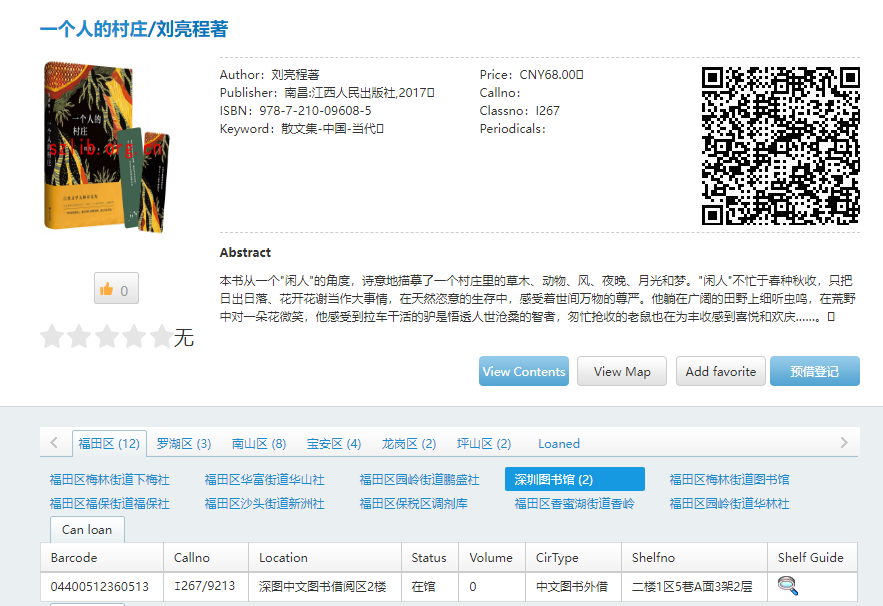 一个人的村庄/刘亮程著
一个人的
村庄
szlib.org.cn
Author：刘亮程著
Publisher：南昌:江西人民出版社,2017
ISBN：978-7-210-09608-5
Keyword：散文集-中国-当代
Price：CNY68.00
Callno:
Classno：I267
Periodicals:
Abstract
本书从一个"闲人"的角度，诗意地描摹了一个村庄里的草木、动物、风、夜晚、月光和梦。"闲人"不忙于春种秋收，只把
日出日落、花开花谢当作大事情，在天然恣意的生存中，感受着世间万物的尊严。他躺在广阔的田野上细听虫鸣，在荒野
中对一朵花微笑，他感受到拉车干活的驴是悟透人世沧桑的智者，匆忙抢收的老鼠也在为丰收感到喜悦和欢庆......。
0
无
View Contents View Map Add favorite 预借登记
福田区 (12) 罗湖区 (3) 南山区 (8) 宝安区 (4) 龙岗区 (2) 坪山区 (2) Loaned
福田区梅林街道下梅社 福田区华富街道华山社 福田区园岭街道鹏盛社 深圳图书馆 (2) 福田区梅林街道图书馆
福田区福保街道福保社 福田区沙头街道新洲社 福田区保税区调剂库 福田区香蜜湖街道香岭 福田区园岭街道华林社
Can loan
Barcode Callno Location Status Volume CirType Shelfno Shelf Guide
04400512360513 I267/9213 深图中文图书借阅区2楼 在馆 0 中文图书外借 二楼1区5巷A面3架2层